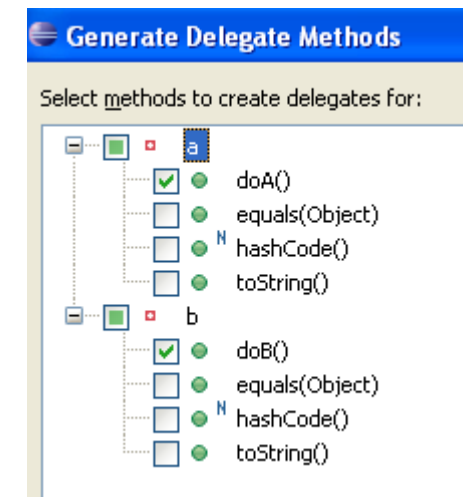 Generate Delegate Methods
Select methods to create delegates for:
a
doA()
equals(Object)
N hashCode()
toString()
b
doB()
equals(Object)
N hashCode()
toString()